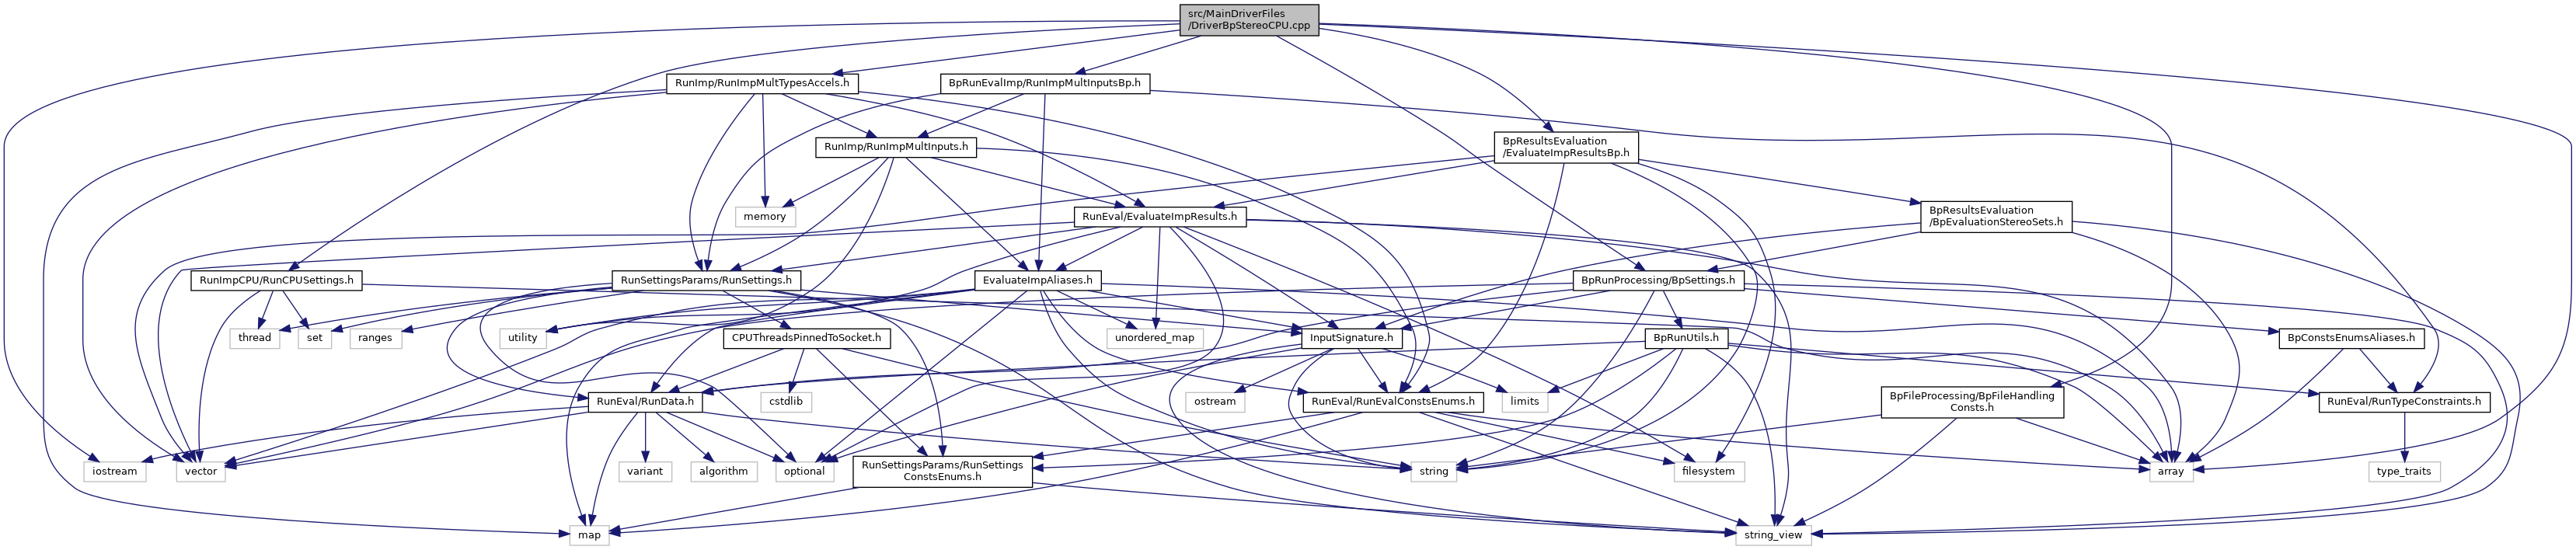 src/MainDriverFiles
/DriverBpStereoCPU.cpp
RunImp/RunImpMultTypesAccels.h
BpRunEvalImp/RunImpMultInputsBp.h
RunImp/RunImpMultInputs.h
BpResultsEvaluation
/EvaluateImpResultsBp.h
memory
RunEval/EvaluateImpResults.h
BpResultsEvaluation
/BpEvaluationStereoSets.h
RunImpCPU/RunCPUSettings.h
RunSettingsParams/RunSettings.h
EvaluateImpAliases.h
BpRunProcessing/BpSettings.h
thread
set
ranges
utility
CPUThreadsPinnedToSocket.h
unordered_map
InputSignature.h
BpRunUtils.h
BpConstsEnumsAliases.h
RunEval/RunData.h
cstdlib
ostream
RunEval/RunEvalConstsEnums.h
limits
BpFileProcessing/BpFileHandling
Consts.h
RunEval/RunTypeConstraints.h
iostream
vector
variant
algorithm
optional
RunSettingsParams/RunSettings
ConstsEnums.h
string
filesystem
array
type_traits
map
string_view